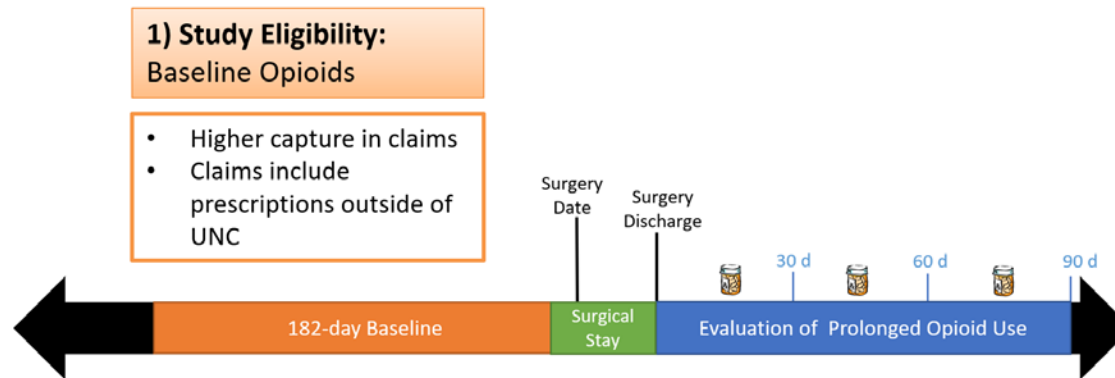 1) Study Eligibility:
Baseline Opioids
• Higher capture in claims
• Claims include
prescriptions outside of
UNC
Surgery
Date
Surgery
Discharge
30 d
60 d
90 d
182-day Baseline
Surgical
Stay
Evaluation of Prolonged Opioid Use